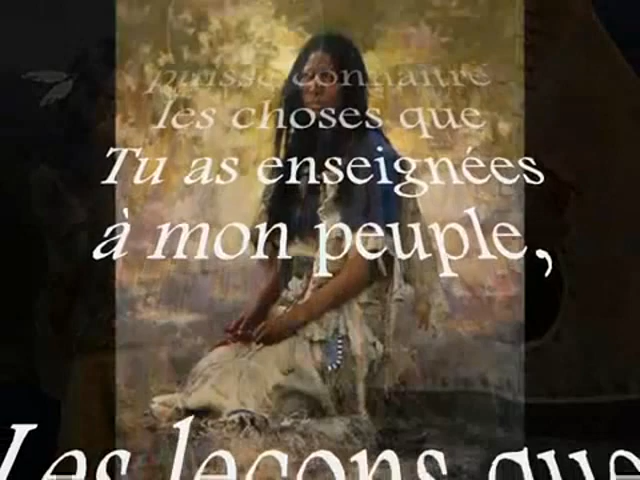 puisse connaître
les choses que
Tu as enseignées
à mon peuple,
Les leçons que